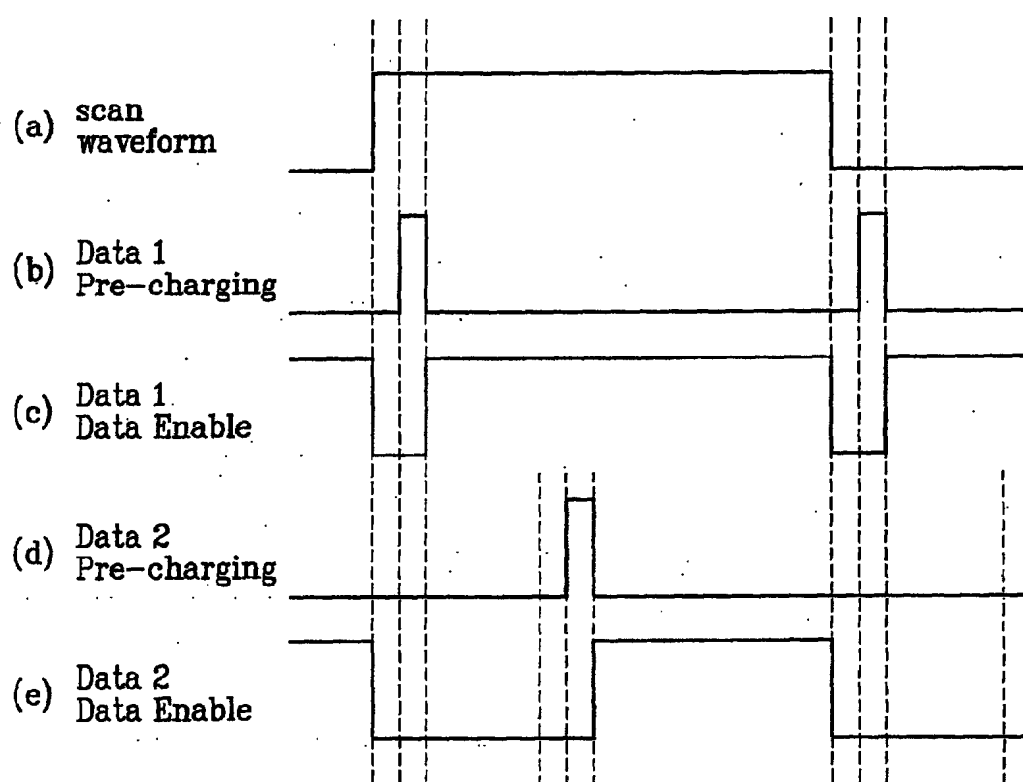 (a) scan
waveform
(b) Data 1
Pre-charging
(c) Data 1
Data Enable
(d) Data 2
Pre-charging
(e) Data 2
Data Enable